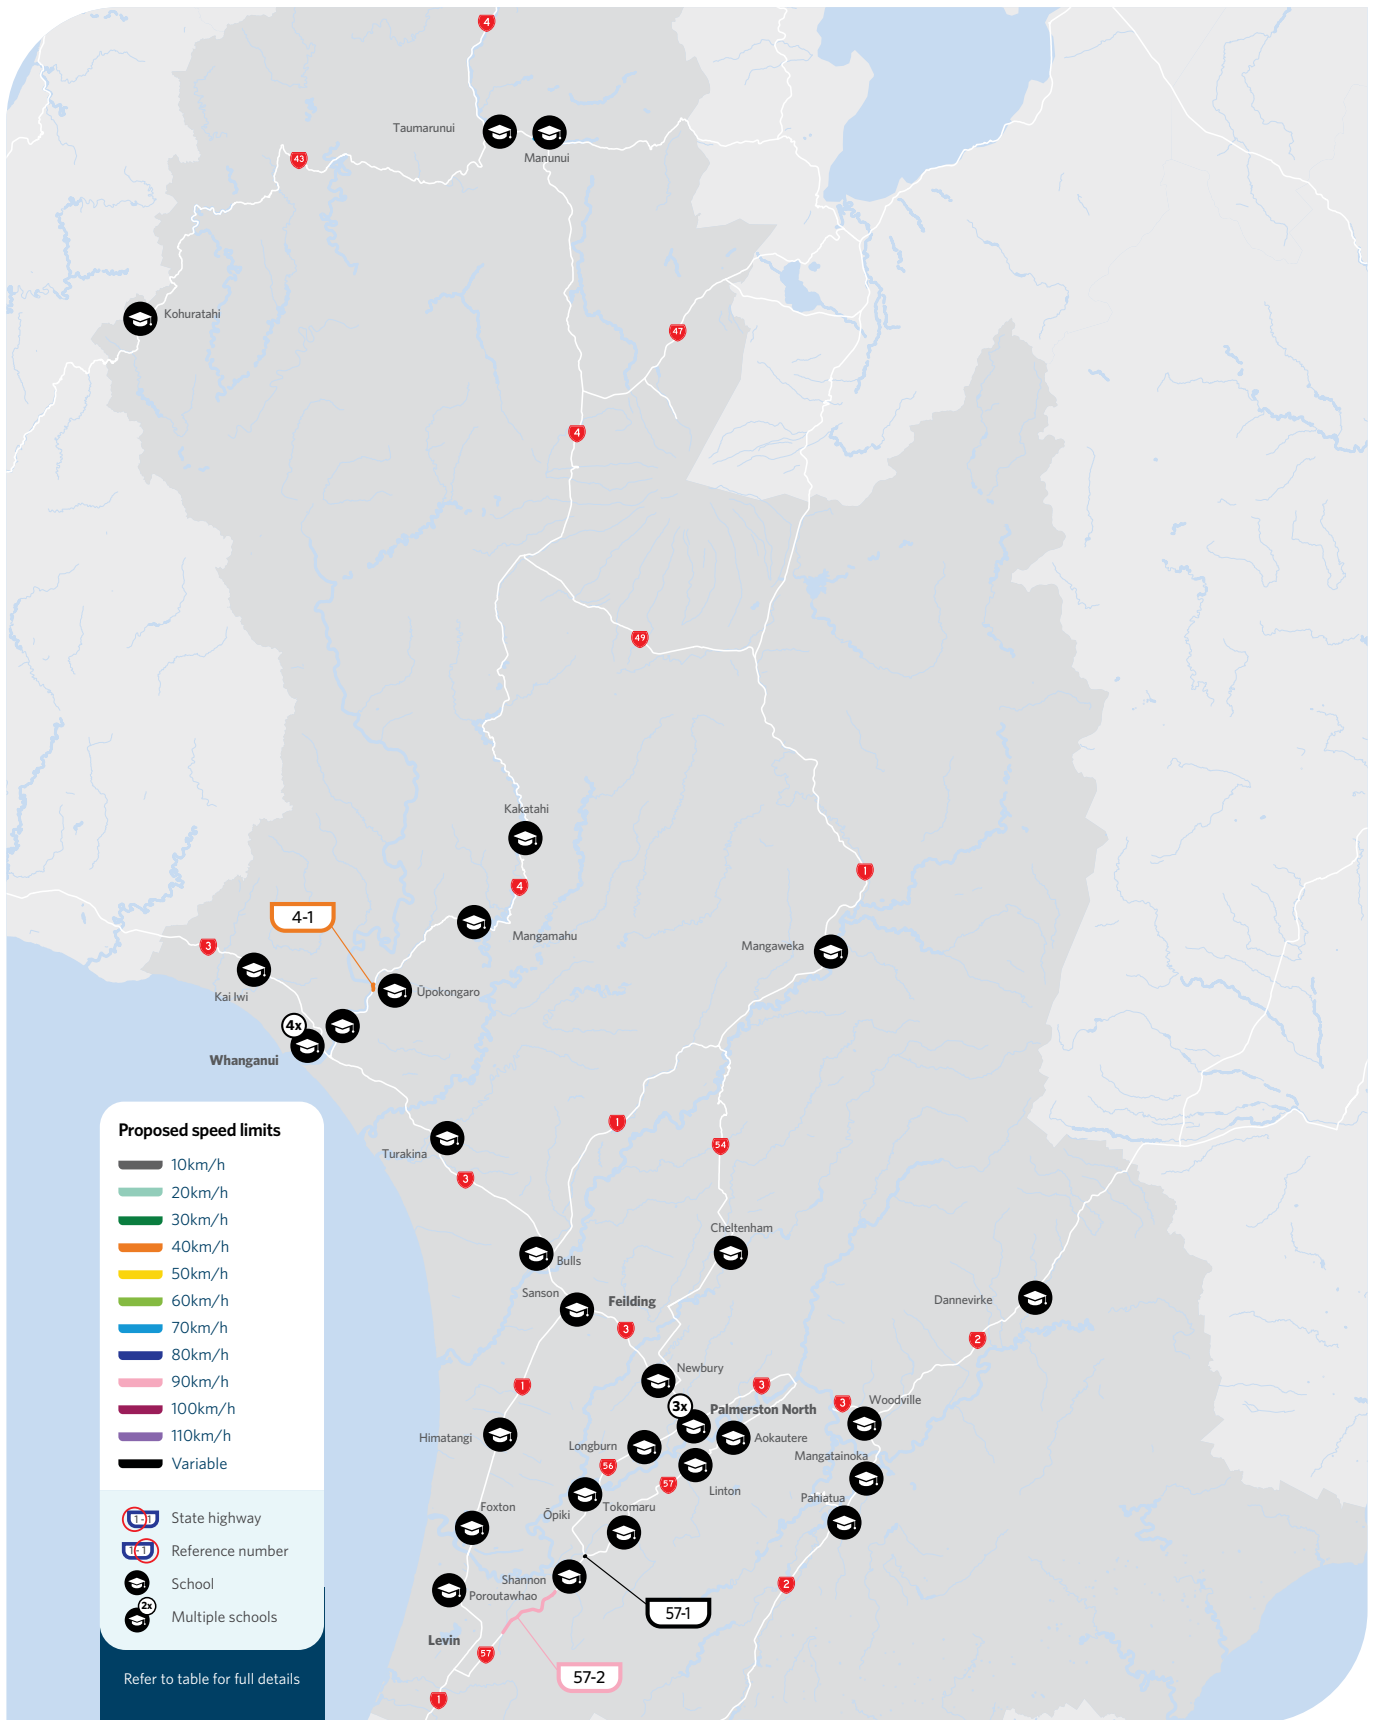 4
Taumarunui
Manunui
43
Kohuratahi
47
4
49
Kakatahi
4
1
4-1
Mangamahu
3
Mangaweka
Kai Iwi
Ūpokongaro
4x
Whanganui
1
54
Turakina
3
Cheltenham
Bulls
Sanson
Feilding
Dannevirke
3
2
Newbury
1
3
3x
Palmerston North
3
Woodville
Himatangi
Longburn
Aokautere
Mangatainoka
56
57
Linton
Foxton
Ōpiki
Tokomaru
Pahiatua
Shannon
Poroutawhao
2
57-1
Levin
57
57-2
1
Proposed speed limits
10km/h
20km/h
30km/h
40km/h
50km/h
60km/h
70km/h
80km/h
90km/h
100km/h
110km/h
Variable
1-1 State highway
1-1 Reference number
School
2x Multiple schools
Refer to table for full details